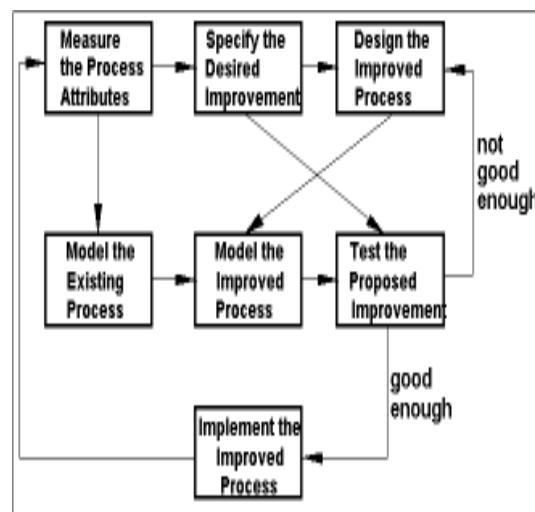 Measure
the Process
Attributes
Specify the
Desired
Improvement
Design the
Improved
Process
not
good
enough
Model the
Existing
Process
Model the
Improved
Process
Test the
Proposed
Improvement
good
enough
Implement the
Improved
Process